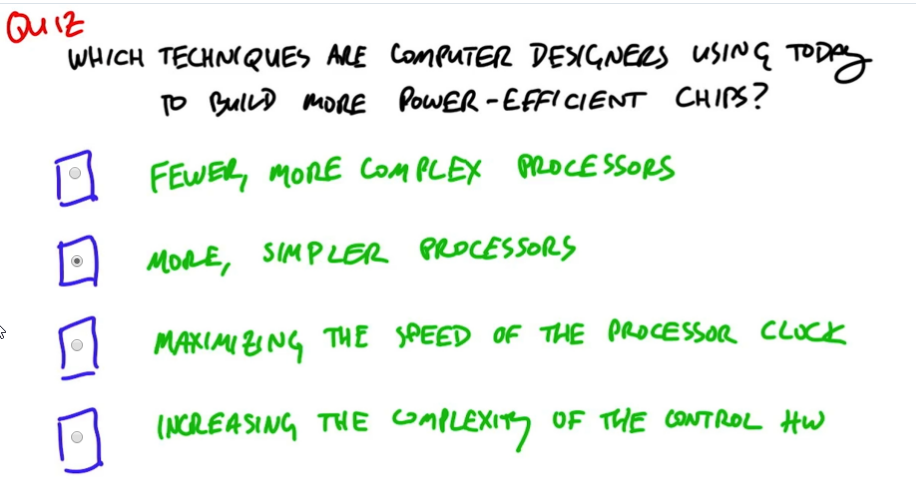 QUIZ
WHICH TECHNIQUES ARE COMPUTER DESIGNERS USING TODAY
TO BUILD MORE POWER-EFFICIENT CHIPS?
FEWER, MORE COMPLEX PROCESSORS
MORE, SIMPLER PROCESSORS
MAXIMIZING THE SPEED OF THE PROCESSOR CLOCK
INCREASING THE COMPLEXITY OF THE CONTROL HW